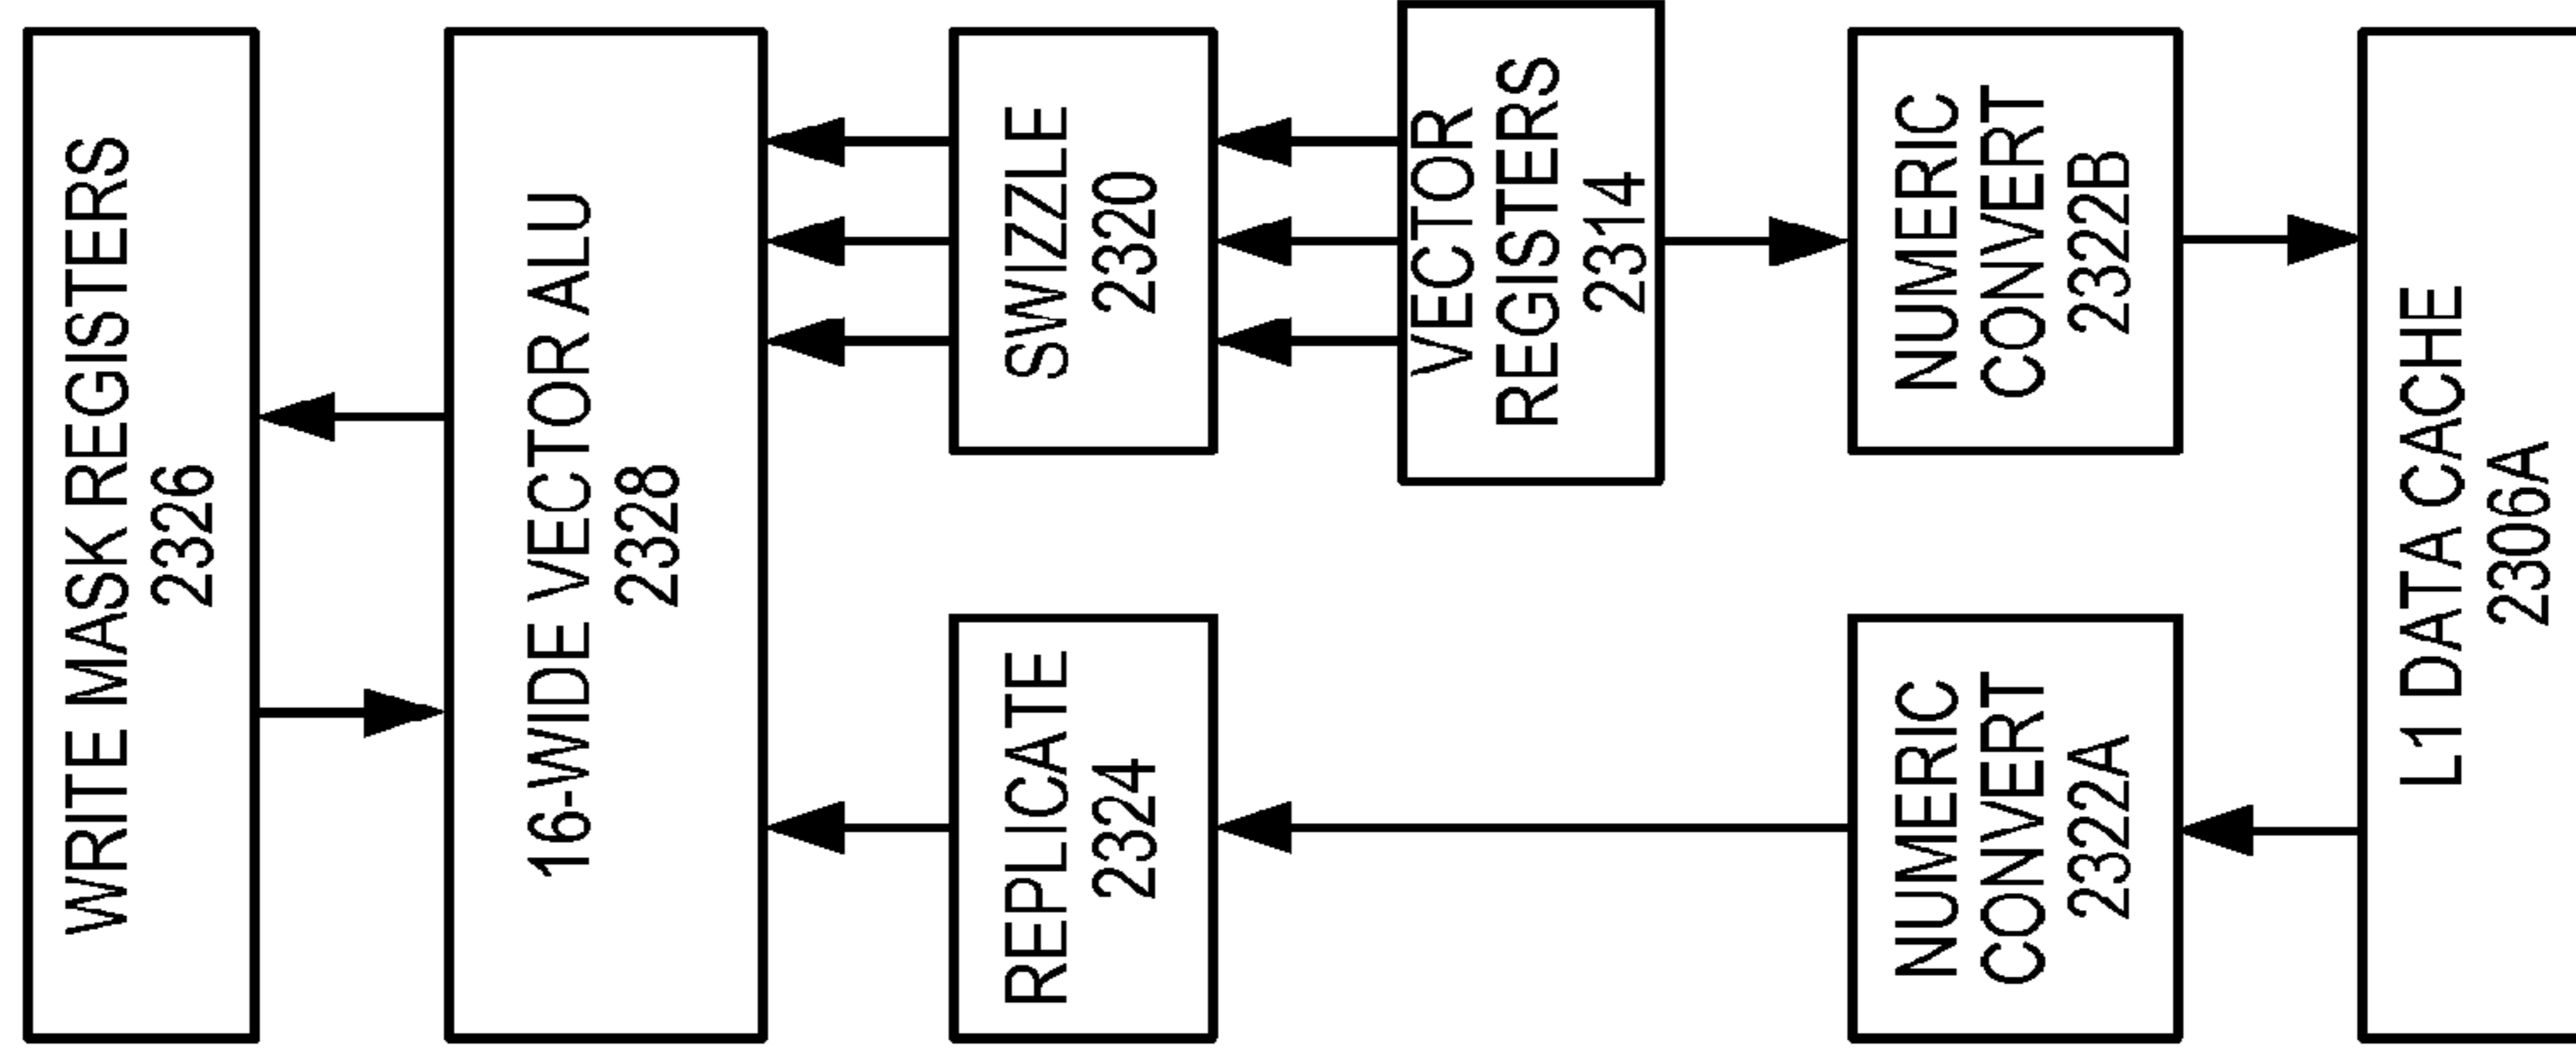 WRITE MASK REGISTERS
2326
16-WIDE VECTOR ALU
2328
REPLICATE
2324
SWIZZLE
2320
VECTOR
REGISTERS
2314
NUMERIC
CONVERT
2322A
NUMERIC
CONVERT
2322B
L1 DATA CACHE
2306A